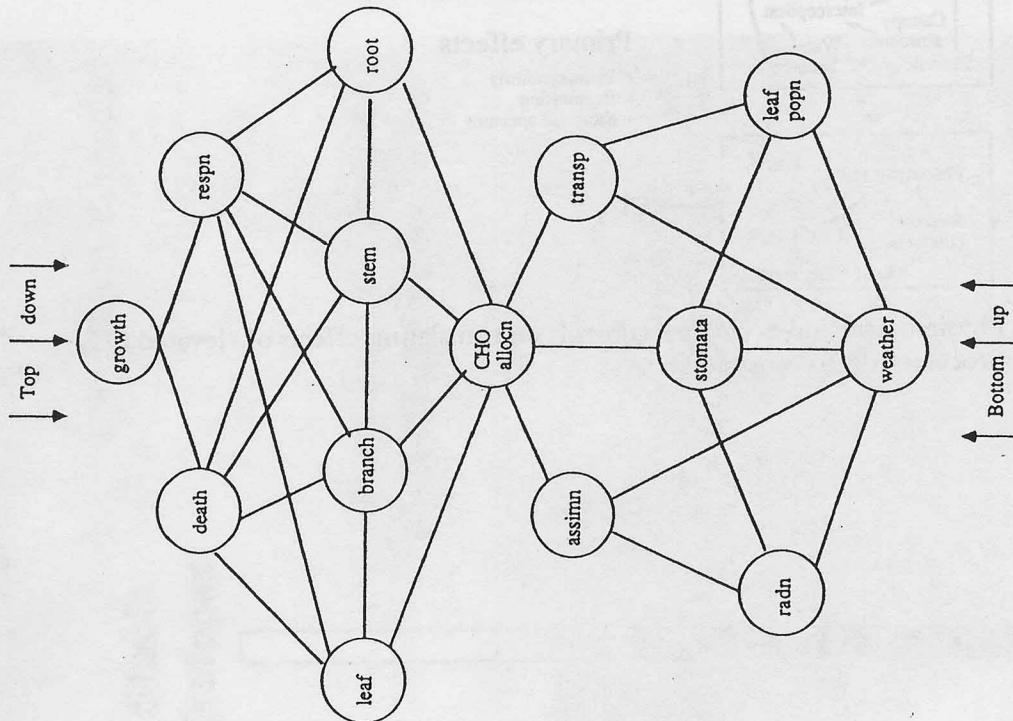 Top down
growth
death
respn
leaf
branch
stem
root
CHO
allocn
assimn
transp
radn
stomata
leaf
popn
weather
Bottom up
Primary effects